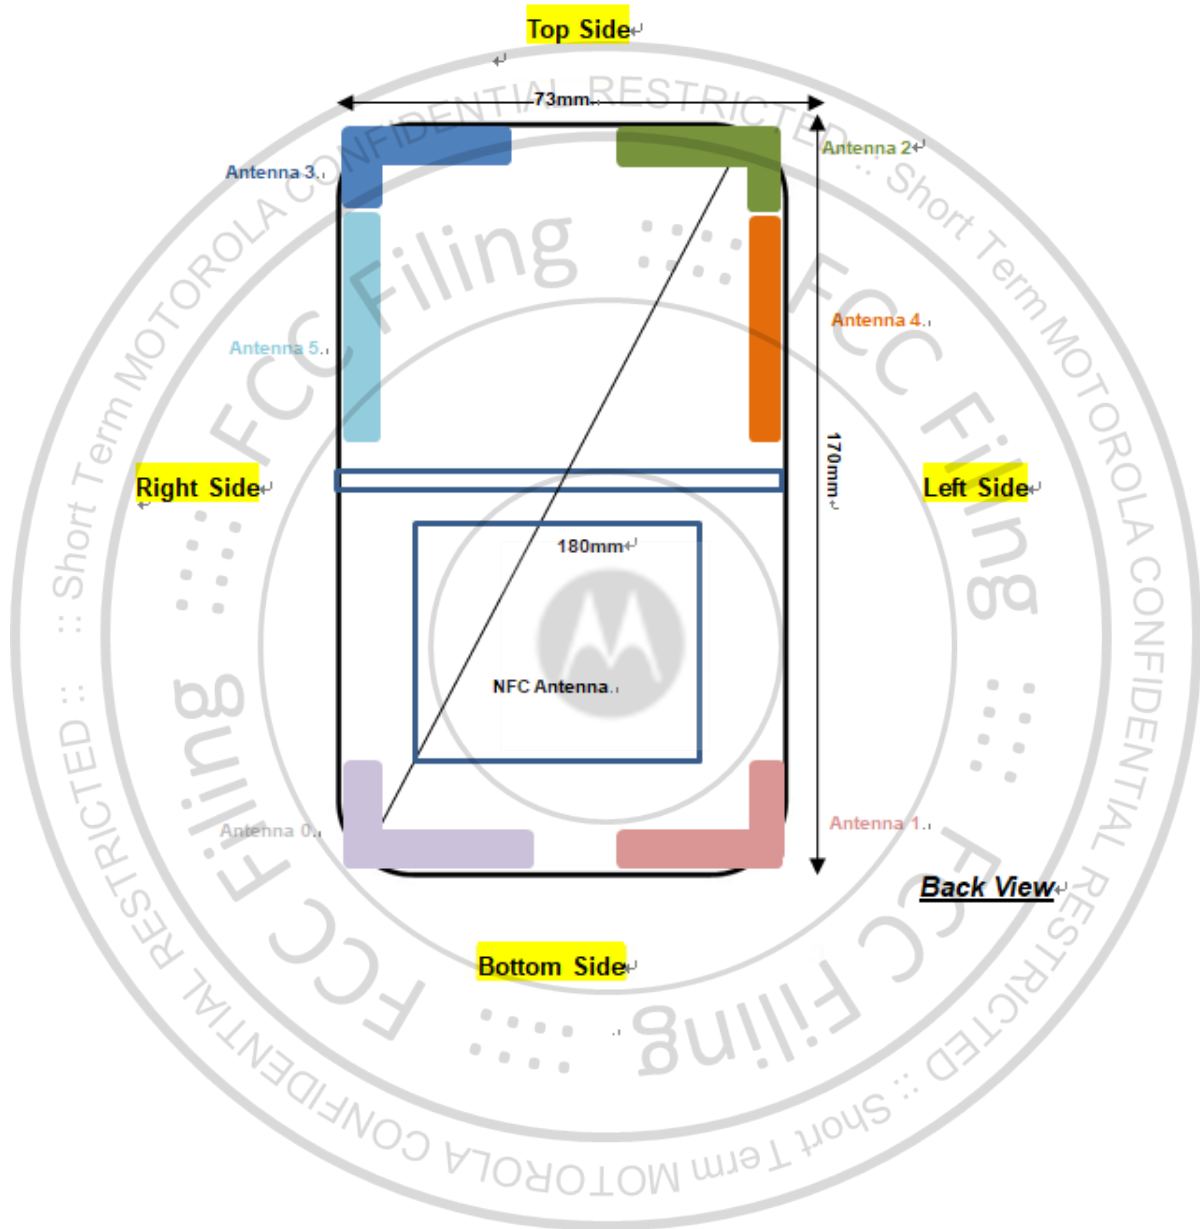 Top Side
73mm
Antenna 2
Antenna 3
Antenna 4
Antenna 5
170mm
Right Side
Left Side
180mm
NFC Antenna
Antenna 0
Antenna 1
Back View
Bottom Side
:: Short Term MOTOROLA CONFIDENTIAL RESTRICTED :: Short Term MOTOROLA CONFIDENTIAL RESTRICTED :: Short Term MOTOROLA CONFIDENTIAL RESTRICTED ::
FCC Filing :::: FCC Filing :::: FCC Filing :::: FCC Filing ::::